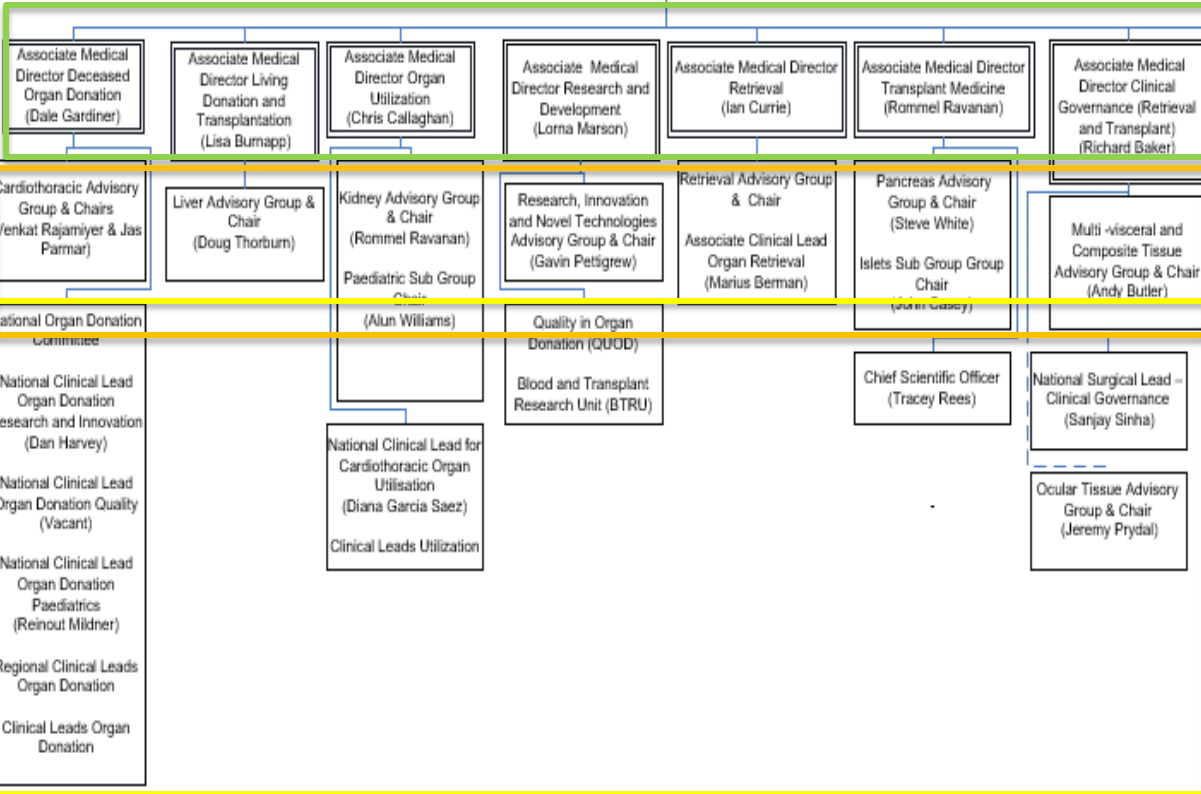 Associate Medical
Director Deceased
Organ Donation
(Dale Gardiner)
Associate Medical
Director Living
Donation and
Transplantation
(Lisa Burnapp)
Associate Medical
Director Organ
Utilization
(Chris Callaghan)
Associate Medical
Director Research and
Development
(Lorna Marson)
Associate Medical Director
Retrieval
(Ian Currie)
Associate Medical Director
Transplant Medicine
(Rommel Ravanan)
Associate Medical
Director Clinical
Governance (Retrieval
and Transplant)
(Richard Baker)
Cardiothoracic Advisory
Group & Chairs
Venkat Rajamiyer & Jas
Parmar)
Liver Advisory Group &
Chair
(Doug Thorburn)
Kidney Advisory Group
& Chair
(Rommel Ravanan)
Paediatric Sub Group
Chair
(Alun Williams)
Research, Innovation
and Novel Technologies
Advisory Group & Chair
(Gavin Pettigrew)
Retrieval Advisory Group
& Chair
Associate Clinical Lead
Organ Retrieval
(Marius Berman)
Pancreas Advisory
Group & Chair
(Steve White)
Islets Sub Group Group
Chair
(John Casey)
Multi -visceral and
Composite Tissue
Advisory Group & Chair
(Andy Butler)
ational Organ Donation
Committee
National Clinical Lead
Organ Donation
esearch and Innovation
(Dan Harvey)
National Clinical Lead
Organ Donation Quality
(Vacant)
National Clinical Lead
Organ Donation
Paediatrics
(Reinout Mildner)
Regional Clinical Leads
Organ Donation
Clinical Leads Organ
Donation
National Clinical Lead for
Cardiothoracic Organ
Utilisation
(Diana Garcia Saez)
Clinical Leads Utilization
Quality in Organ
Donation (QUOD)
Blood and Transplant
Research Unit (BTRU)
Chief Scientific Officer
(Tracey Rees)
National Surgical Lead –
Clinical Governance
(Sanjay Sinha)
Ocular Tissue Advisory
Group & Chair
(Jeremy Prydal)